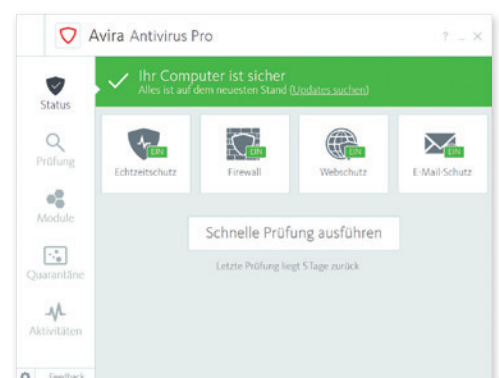 Avira Antivirus Pro
? – ×
Ihr Computer ist sicher
Alles ist auf dem neuesten Stand (Updates suchen)
Status
Prüfung
Module
Quarantäne
Aktivitäten
EIN
Echtzeitschutz
EIN
Firewall
EIN
Webschutz
EIN
E-Mail-Schutz
Schnelle Prüfung ausführen
Letzte Prüfung liegt 5 Tage zurück
Feedback